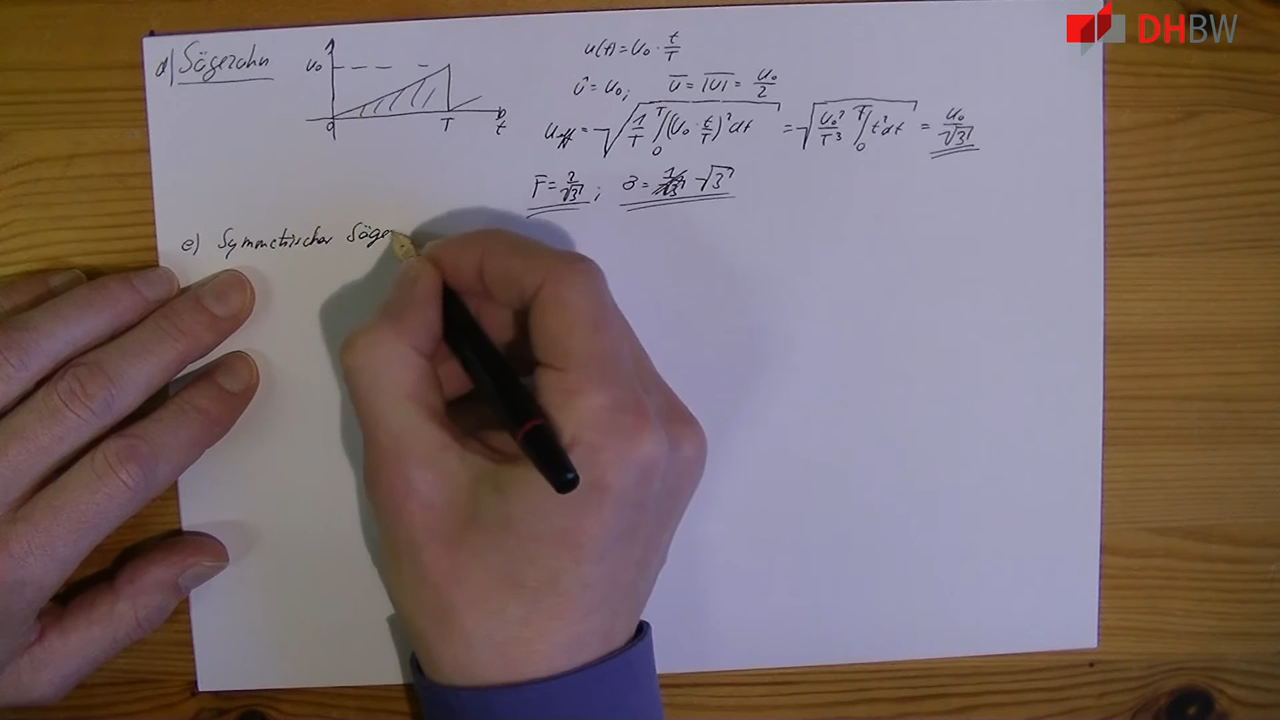 DHBW
d) Sägezahn
u₀
0
T
t
u(t) = U₀ · t/T
û = U₀; ū = |u|‾ = U₀/2
U_eff = √(1/T ∫₀ᵀ (U₀ · t/T)² dt) = √(U₀²/T³ ∫₀ᵀ t² dt) = U₀/√3
F = 2/√3; σ = √3
e) Symmetrischer Säge